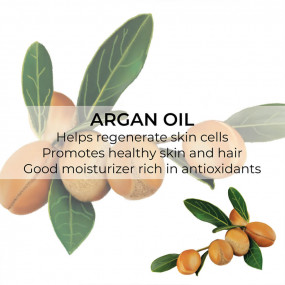 ARGAN OIL
Helps regenerate skin cells
Promotes healthy skin and hair
Good moisturizer rich in antioxidants